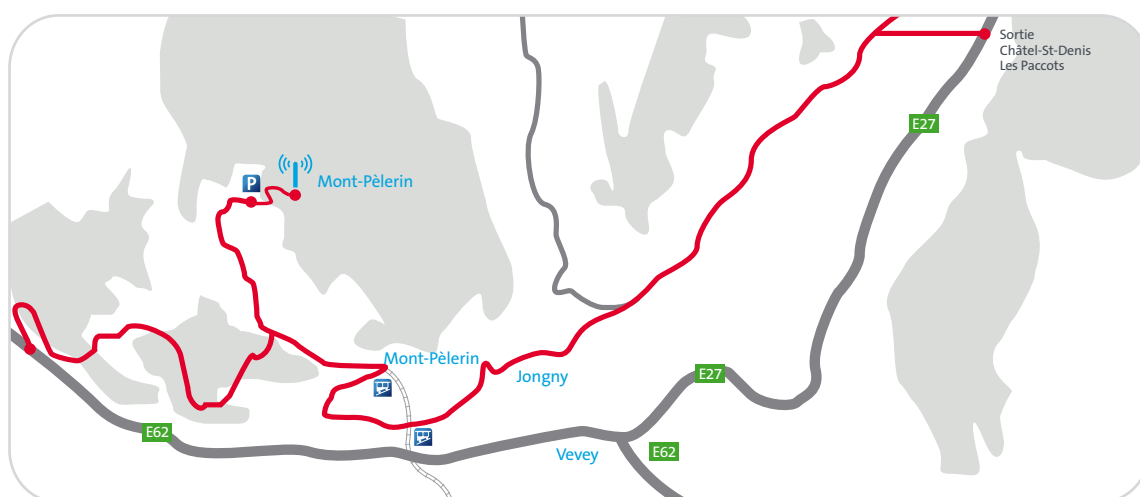 Sortie
Châtel-St-Denis
Les Paccots
E27
P
Mont-Pèlerin
Mont-Pèlerin
Jongny
E27
E62
Vevey
E62